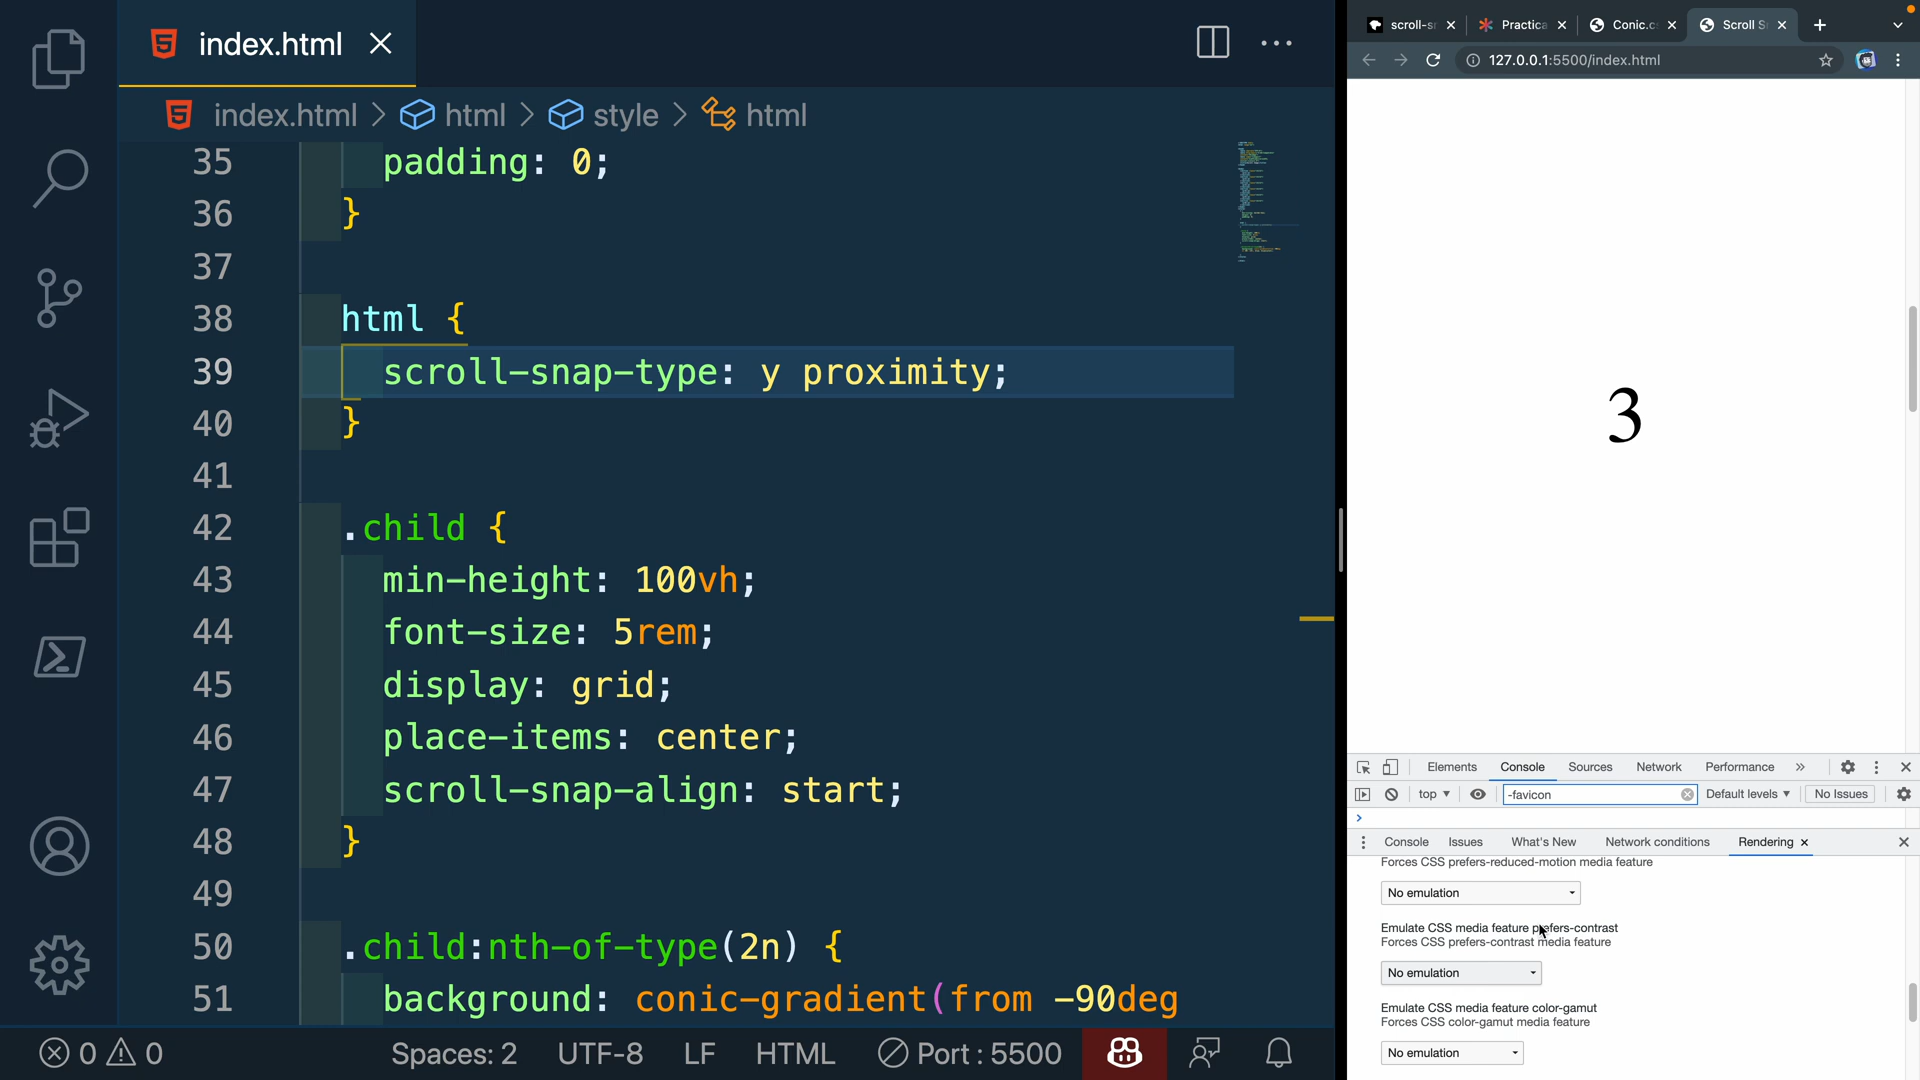 index.html
index.html > html > style > html
35 padding: 0;
36 }
37
38 html {
39 scroll-snap-type: y proximity;
40 }
41
42 .child {
43 min-height: 100vh;
44 font-size: 5rem;
45 display: grid;
46 place-items: center;
47 scroll-snap-align: start;
48 }
49
50 .child:nth-of-type(2n) {
51 background: conic-gradient(from -90deg
0 0 Spaces: 2 UTF-8 LF HTML Port : 5500
scroll-s Practica Conic.c Scroll S
127.0.0.1:5500/index.html
3
Elements Console Sources Network Performance »
top -favicon Default levels No Issues
Console Issues What's New Network conditions Rendering
Forces CSS prefers-reduced-motion media feature
No emulation
Emulate CSS media feature prefers-contrast
Forces CSS prefers-contrast media feature
No emulation
Emulate CSS media feature color-gamut
Forces CSS color-gamut media feature
No emulation